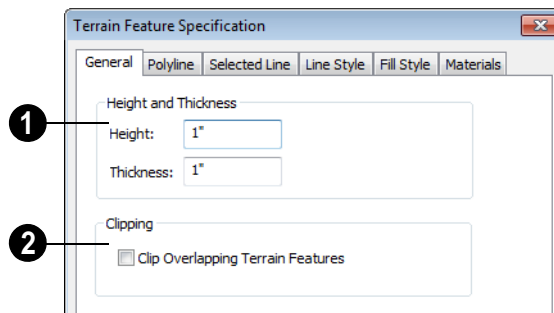 Terrain Feature Specification
General Polyline Selected Line Line Style Fill Style Materials
Height and Thickness
1
Height: 1"
Thickness: 1"
Clipping
2
Clip Overlapping Terrain Features